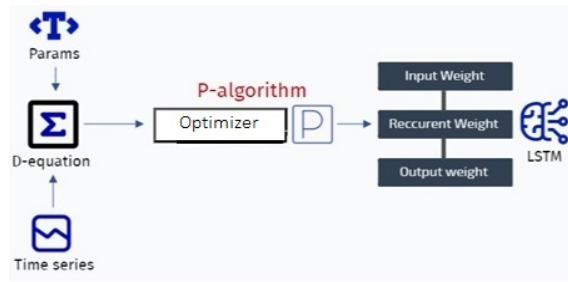 <T>
Params
P-algorithm
Input Weight
Σ
Optimizer
P
Reccurent Weight
D-equation
LSTM
Output weight
Time series